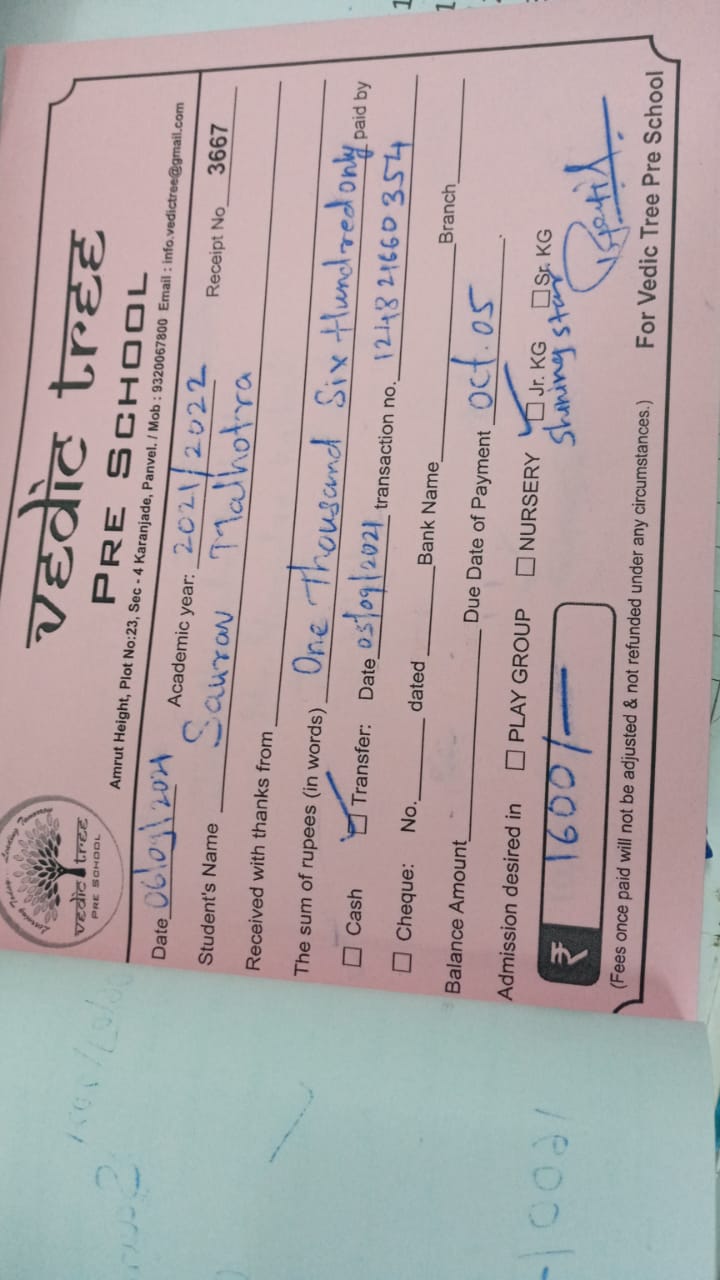 vedic tree
PRE SCHOOL
vedic tree
PRE SCHOOL
Amrut Height, Plot No:23, Sec - 4 Karanjade, Panvel. / Mob : 9320067800 Email : info.vedictree@gmail.com
Date 06/09/2021 Academic year: 2021/2022 Receipt No 3667
Student's Name Saurav Malhotra
Received with thanks from
The sum of rupees (in words) One Thousand Six Hundred only paid by
☐ Cash ☑ Transfer: Date 05/09/2021 transaction no. 124821660354
☐ Cheque: No. dated Bank Name Branch
Balance Amount Due Date of Payment Oct. 05
Admission desired in ☐ PLAY GROUP ☐ NURSERY ☑ Jr. KG ☐ Sr. KG
Shining star
₹ 1600/-
(Fees once paid will not be adjusted & not refunded under any circumstances.) For Vedic Tree Pre School